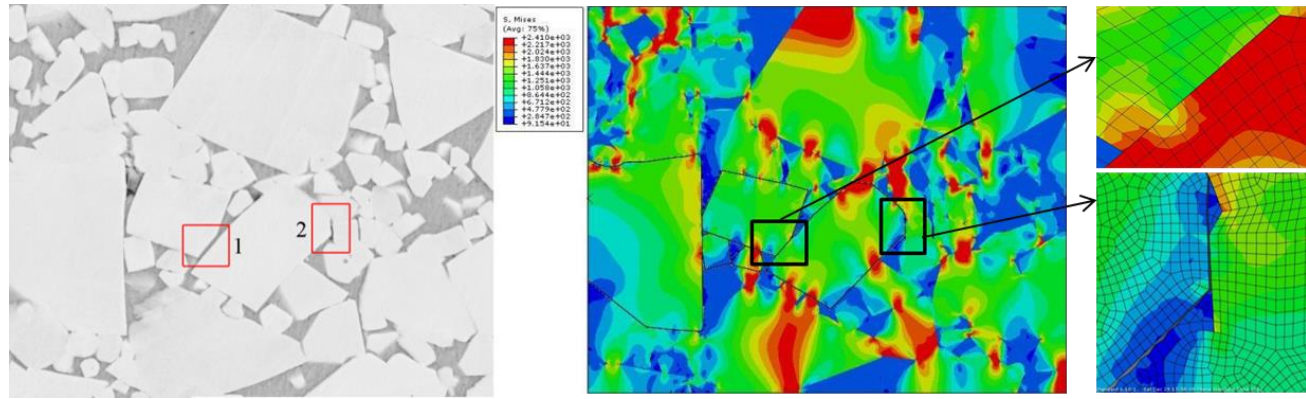 S, Mises
(Avg: 75%)
+2.410e+03
+2.217e+03
+2.024e+03
+1.830e+03
+1.637e+03
+1.444e+03
+1.251e+03
+1.058e+03
+8.644e+02
+6.712e+02
+4.779e+02
+2.847e+02
+9.154e+01
1
2